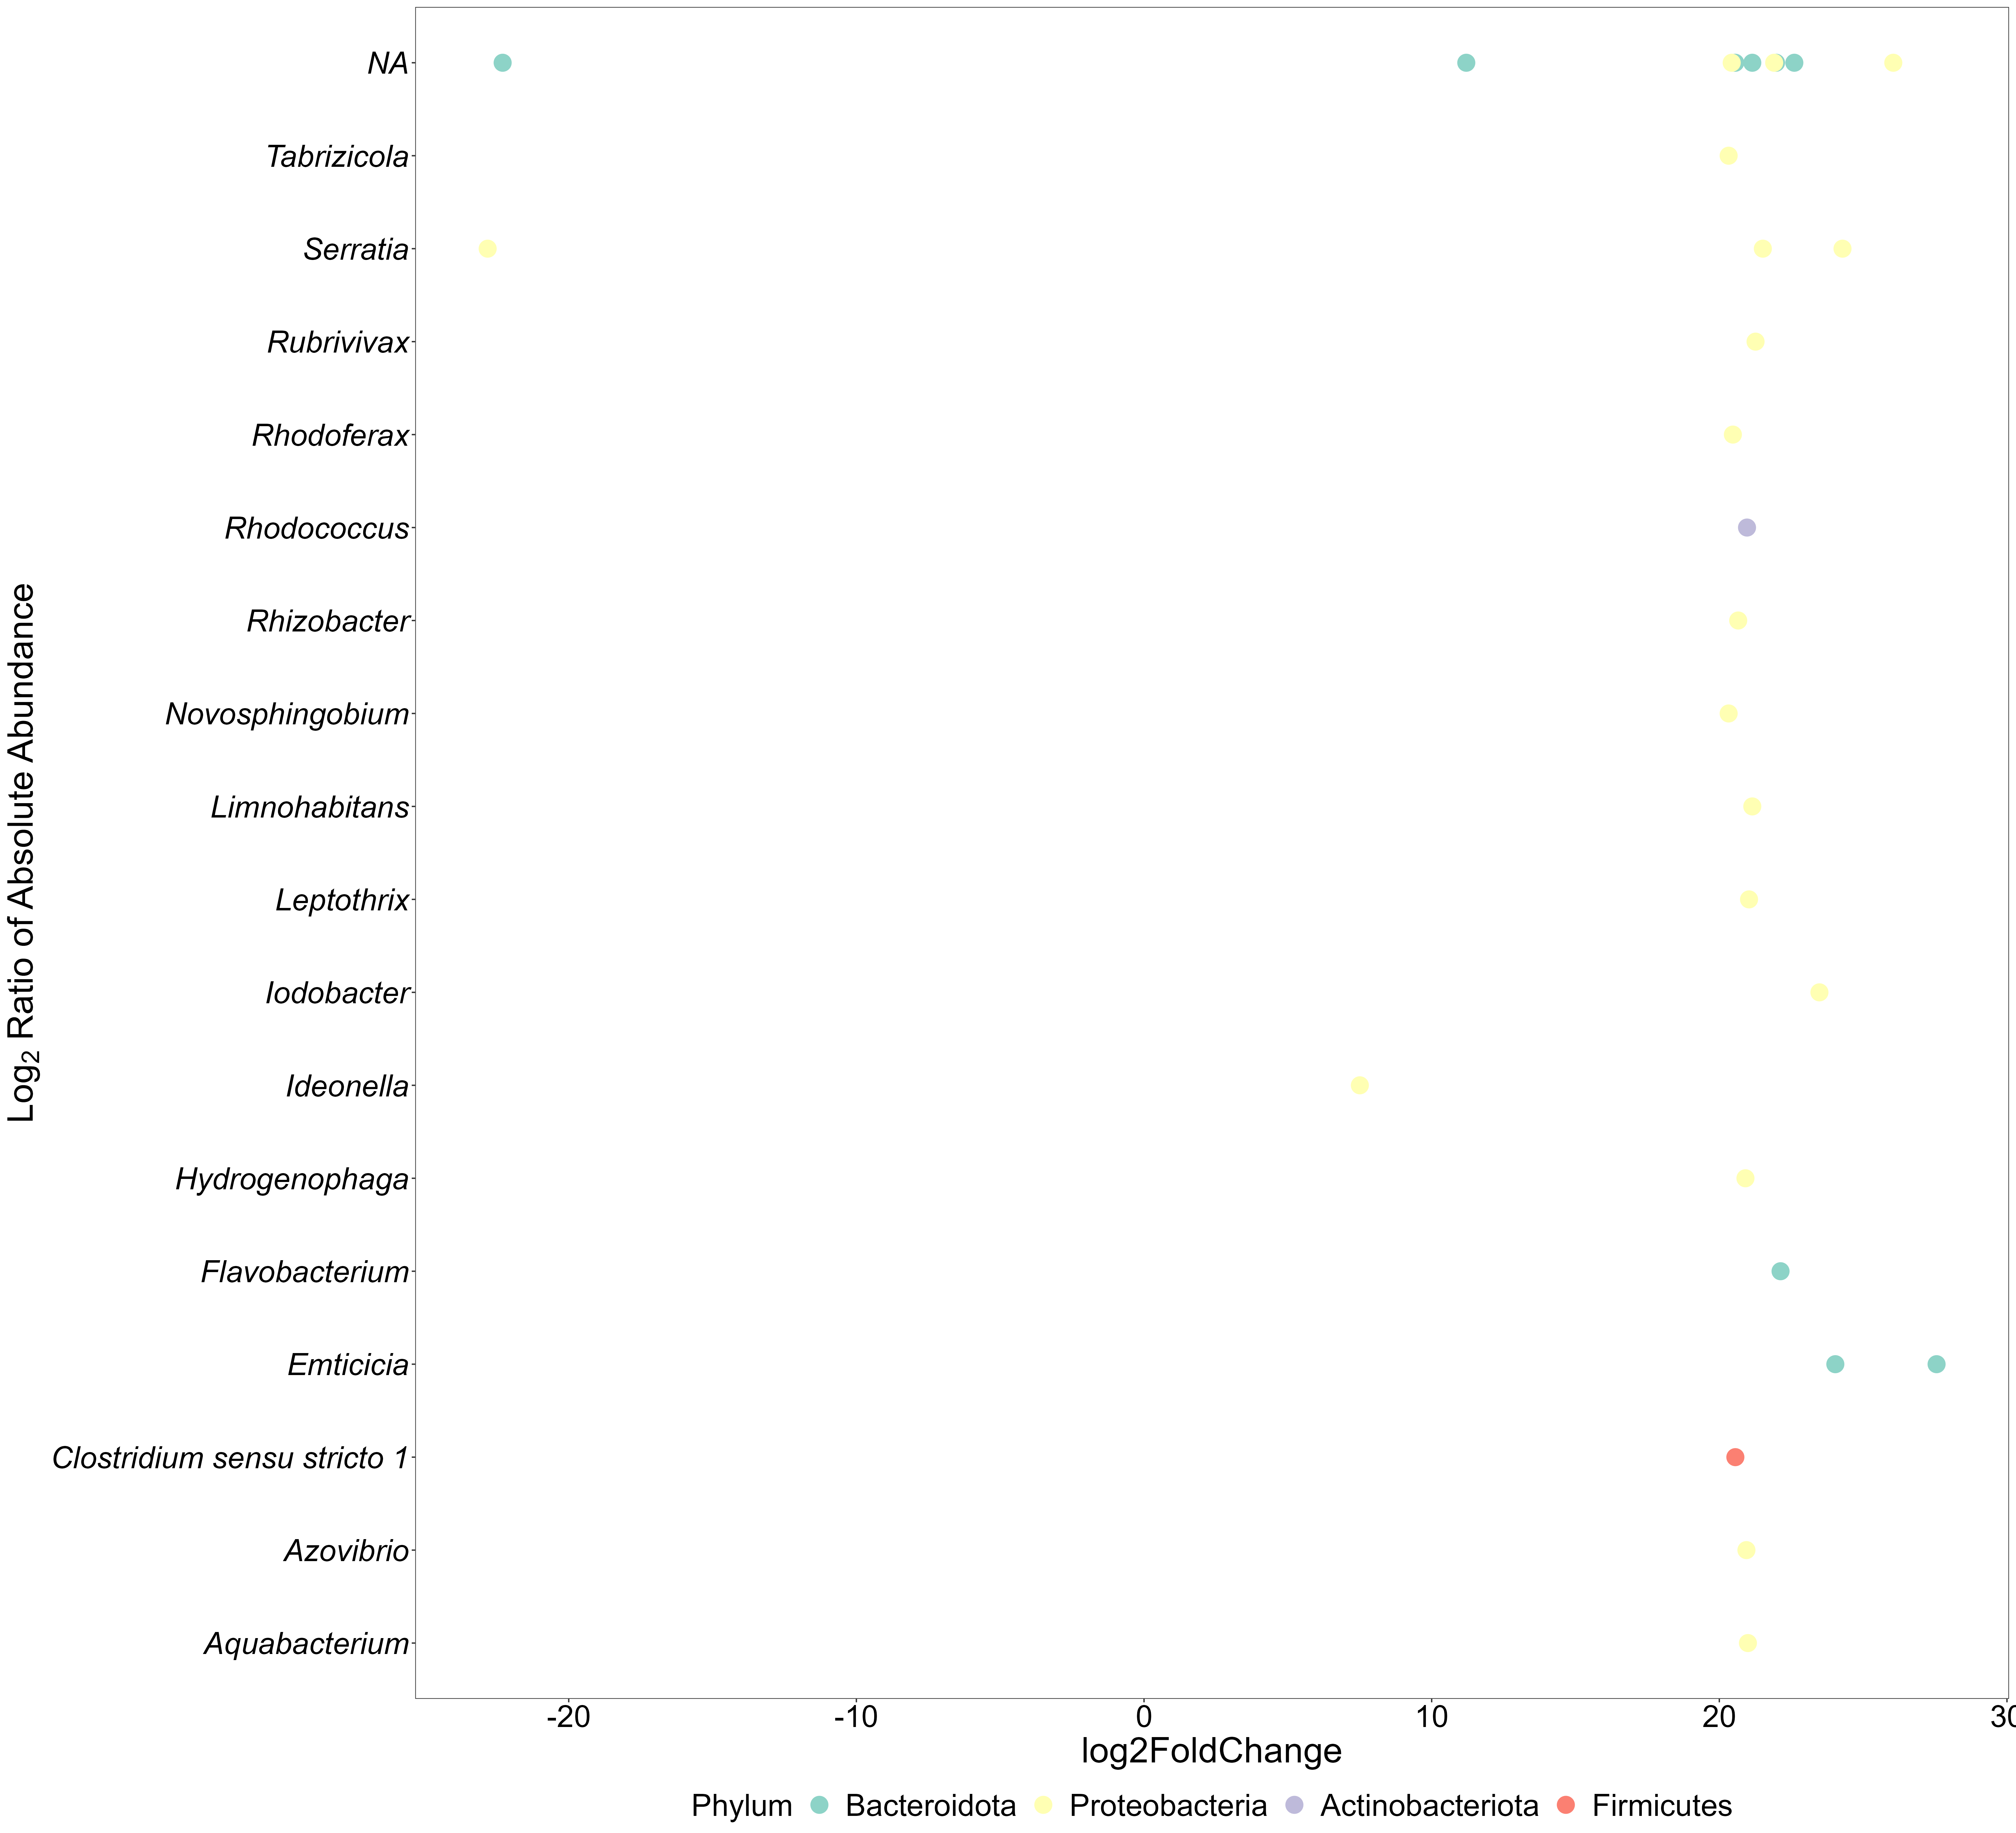 NA
Tabrizicola
Serratia
Rubrivivax
Rhodoferax
Rhodococcus
Rhizobacter
Novosphingobium
Limnohabitans
Leptothrix
Iodobacter
Ideonella
Hydrogenophaga
Flavobacterium
Emticicia
Clostridium sensu stricto 1
Azovibrio
Aquabacterium
Log2 Ratio of Absolute Abundance
-20 -10 0 10 20 30
log2FoldChange
Phylum Bacteroidota Proteobacteria Actinobacteriota Firmicutes